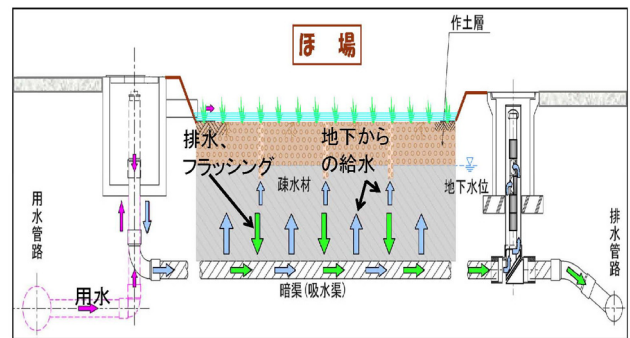 ほ 場
作土層
排水、
フラッシング
地下から
の給水
疎水材
地下水位
用水管路
排水管路
用水
暗渠(吸水渠)